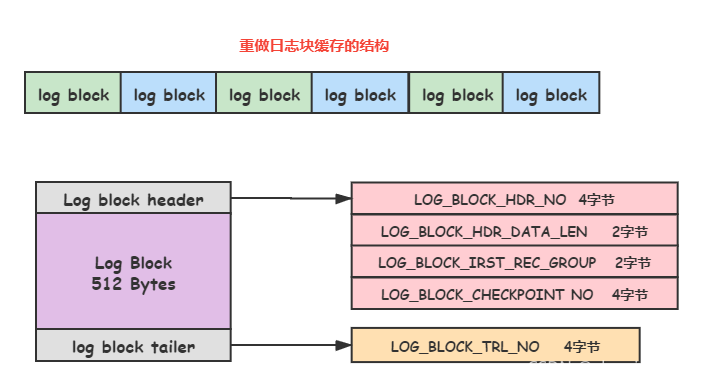 重做日志块缓存的结构
log block log block log block log block log block log block
Log block header
LOG_BLOCK_HDR_NO 4字节
LOG_BLOCK_HDR_DATA_LEN 2字节
LOG_BLOCK_IRST_REC_GROUP 2字节
LOG_BLOCK_CHECKPOINT NO 4字节
Log Block
512 Bytes
log block tailer
LOG_BLOCK_TRL_NO 4字节